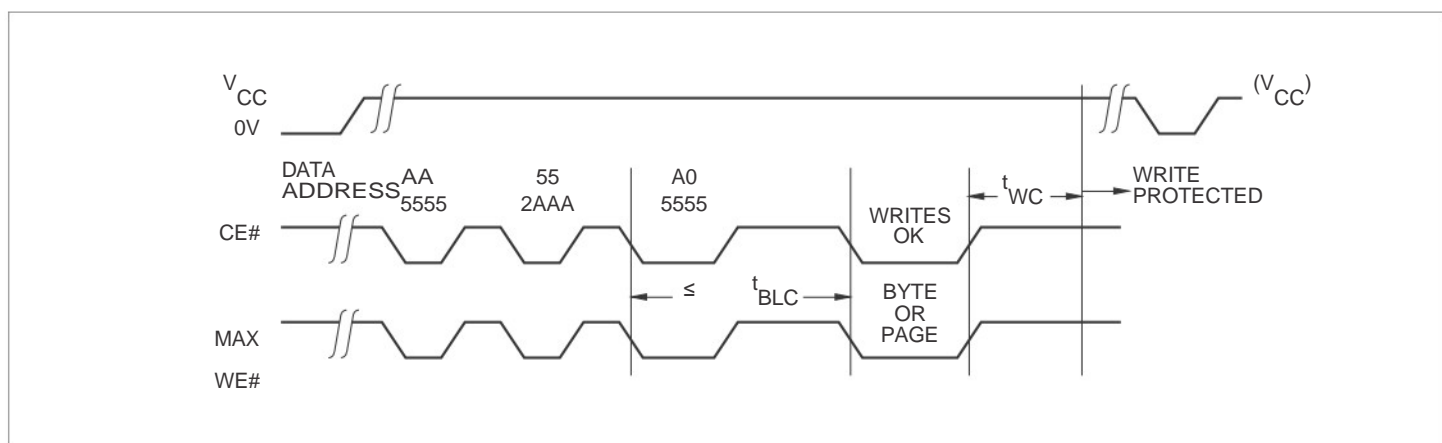 VCC (VCC)
0V
DATA AA 55 A0 tWC WRITE
ADDRESS 5555 2AAA 5555 PROTECTED
CE# WRITES
OK
≤ tBLC BYTE
OR
MAX PAGE
WE#